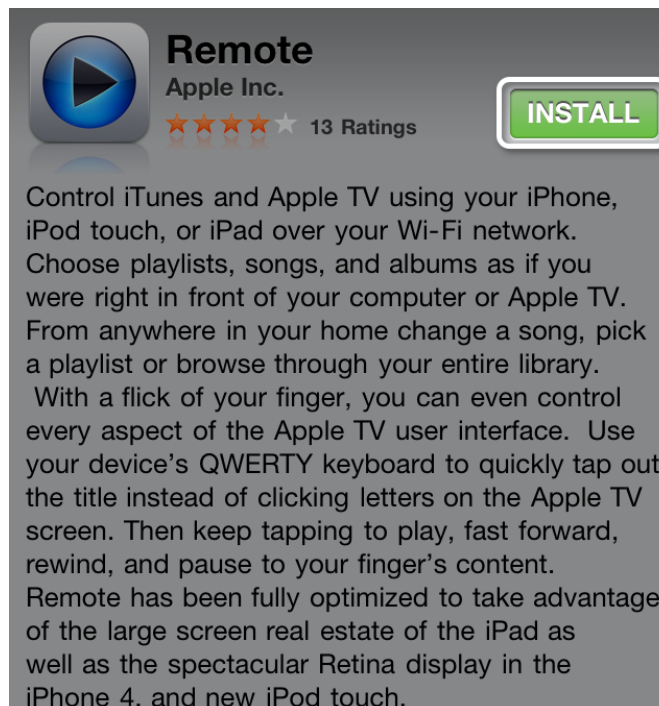 Remote
Apple Inc.
13 Ratings
INSTALL
Control iTunes and Apple TV using your iPhone,
iPod touch, or iPad over your Wi-Fi network.
Choose playlists, songs, and albums as if you
were right in front of your computer or Apple TV.
From anywhere in your home change a song, pick
a playlist or browse through your entire library.
With a flick of your finger, you can even control
every aspect of the Apple TV user interface.  Use
your device’s QWERTY keyboard to quickly tap out
the title instead of clicking letters on the Apple TV
screen. Then keep tapping to play, fast forward,
rewind, and pause to your finger’s content.
Remote has been fully optimized to take advantage
of the large screen real estate of the iPad as
well as the spectacular Retina display in the
iPhone 4, and new iPod touch.